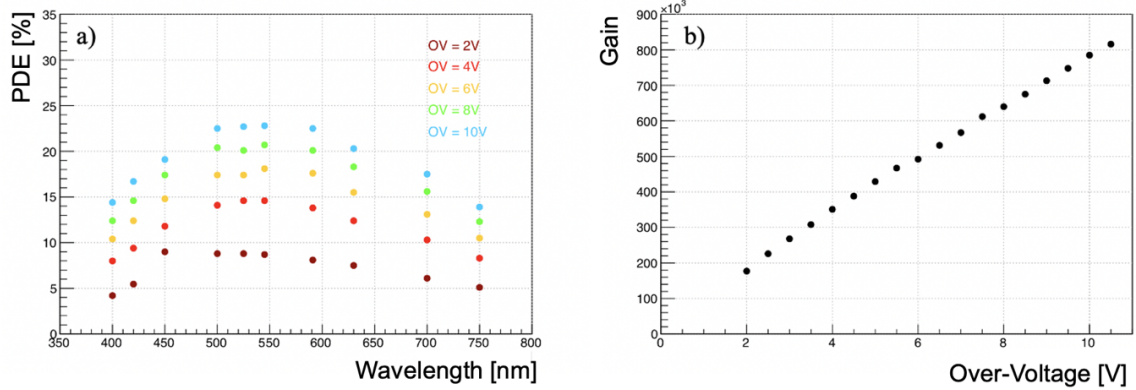 PDE [%]
a)
35
30
25
20
15
10
5
0
OV = 2V
OV = 4V
OV = 6V
OV = 8V
OV = 10V
350 400 450 500 550 600 650 700 750 800
Wavelength [nm]
Gain
×10³
b)
900
800
700
600
500
400
300
200
100
0
0 2 4 6 8 10
Over-Voltage [V]